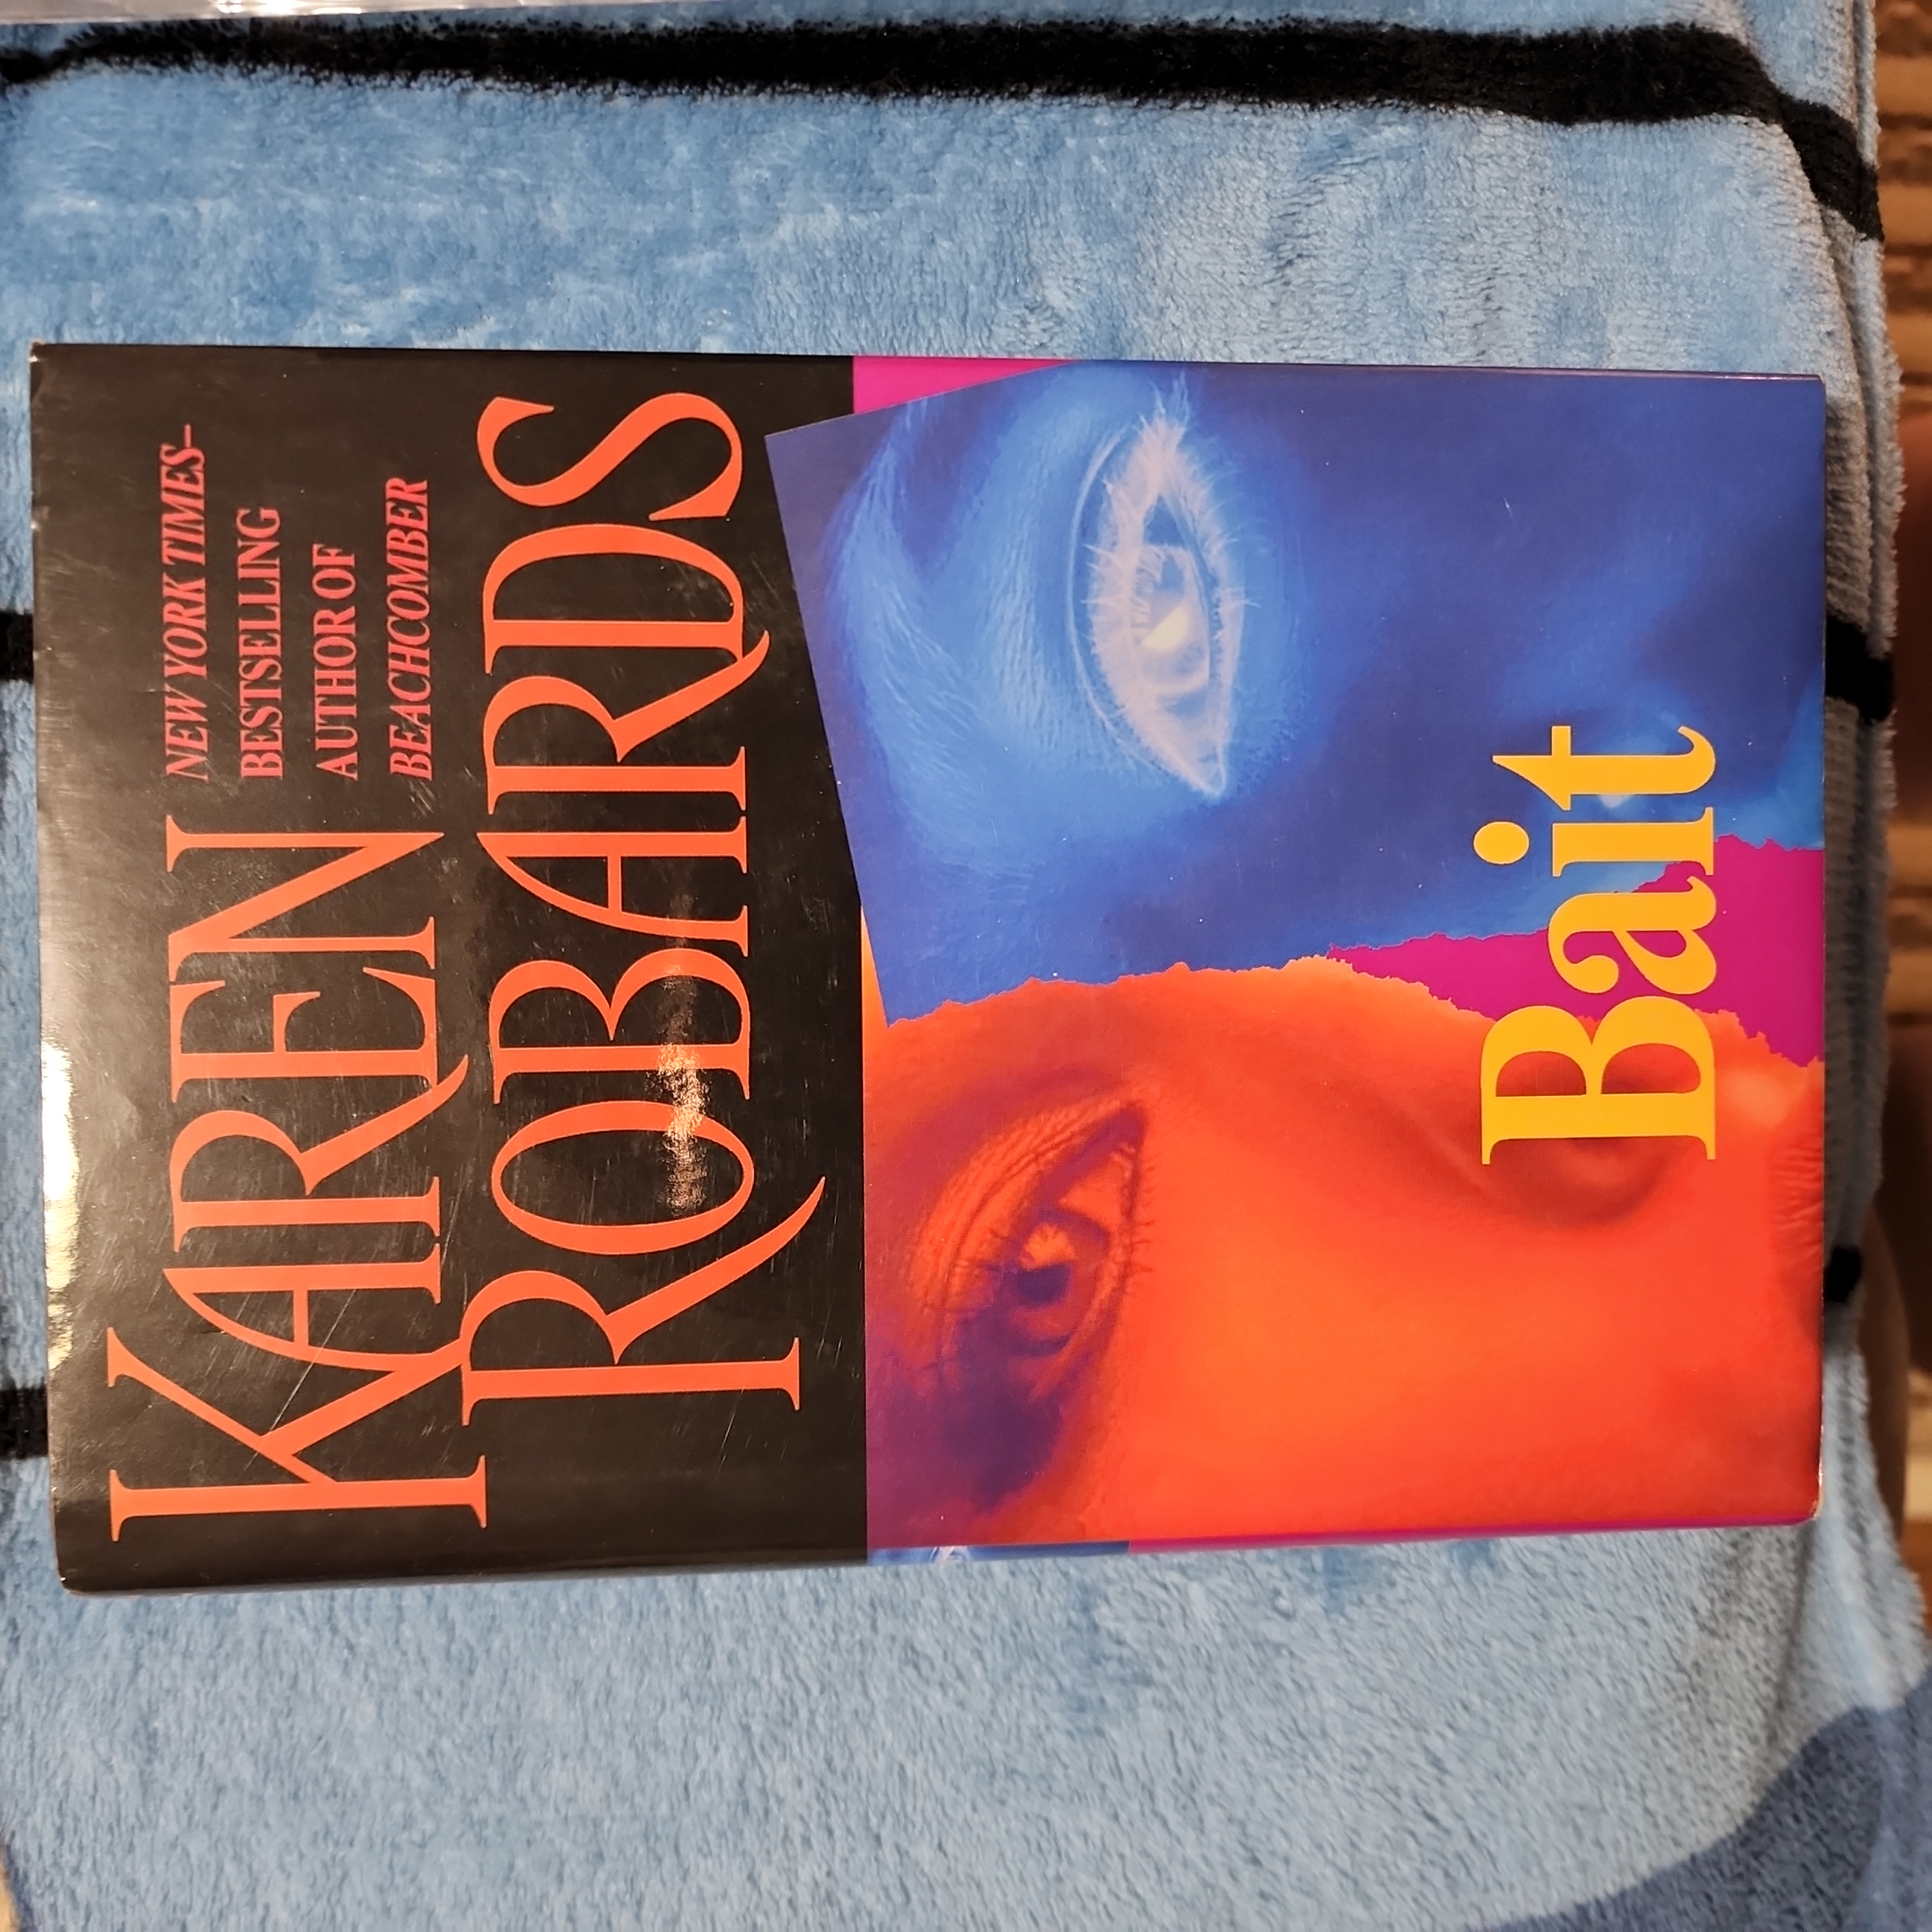 KAREN
NEW YORK TIMES–
BESTSELLING
AUTHOR OF
BEACHCOMBER
ROBARDS
Bait